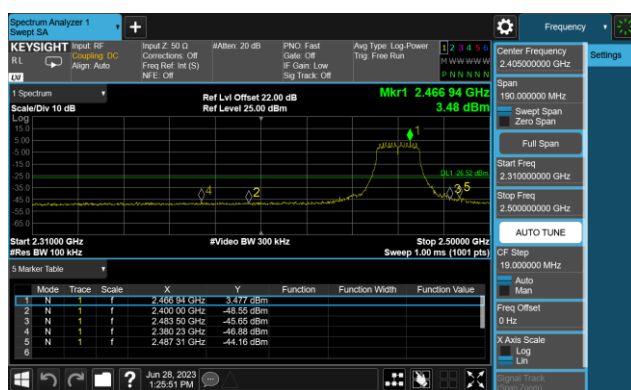 Spectrum Analyzer 1
Swept SA
Frequency
KEYSIGHT
RL
Input: RF
Coupling: DC
Align: Auto
Input Z: 50 Ω
Corrections: Off
Freq Ref: Int (S)
NFE: Off
#Atten: 20 dB
PNO: Fast
Gate: Off
IF Gain: Low
Sig Track: Off
Avg Type: Log-Power
Trig: Free Run
1 2 3 4 5 6
M W W W W W
P N N N N N
Center Frequency
2.405000000 GHz
Settings
Span
190.000000 MHz
Swept Span
Zero Span
Full Span
Start Freq
2.310000000 GHz
Stop Freq
2.500000000 GHz
AUTO TUNE
CF Step
19.000000 MHz
Auto
Man
Freq Offset
0 Hz
X Axis Scale
Log
Lin
Signal Track
(Span Zoom)
1 Spectrum
Scale/Div 10 dB
Ref Lvl Offset 22.00 dB
Ref Level 25.00 dBm
Mkr1 2.466 94 GHz
3.48 dBm
Log
15.0
5.00
-5.00
-15.0
-25.0
-35.0
-45.0
-55.0
-65.0
1
DL1 -26.52 dBm
4
2
3
5
Start 2.31000 GHz
#Res BW 100 kHz
#Video BW 300 kHz
Stop 2.50000 GHz
Sweep 1.00 ms (1001 pts)
5 Marker Table
Mode Trace Scale X Y Function Function Width Function Value
1 N 1 f 2.466 94 GHz 3.477 dBm
2 N 1 f 2.400 00 GHz -48.55 dBm
3 N 1 f 2.483 50 GHz -45.65 dBm
4 N 1 f 2.380 23 GHz -46.88 dBm
5 N 1 f 2.487 31 GHz -44.16 dBm
6
?
Jun 28, 2023
1:25:51 PM